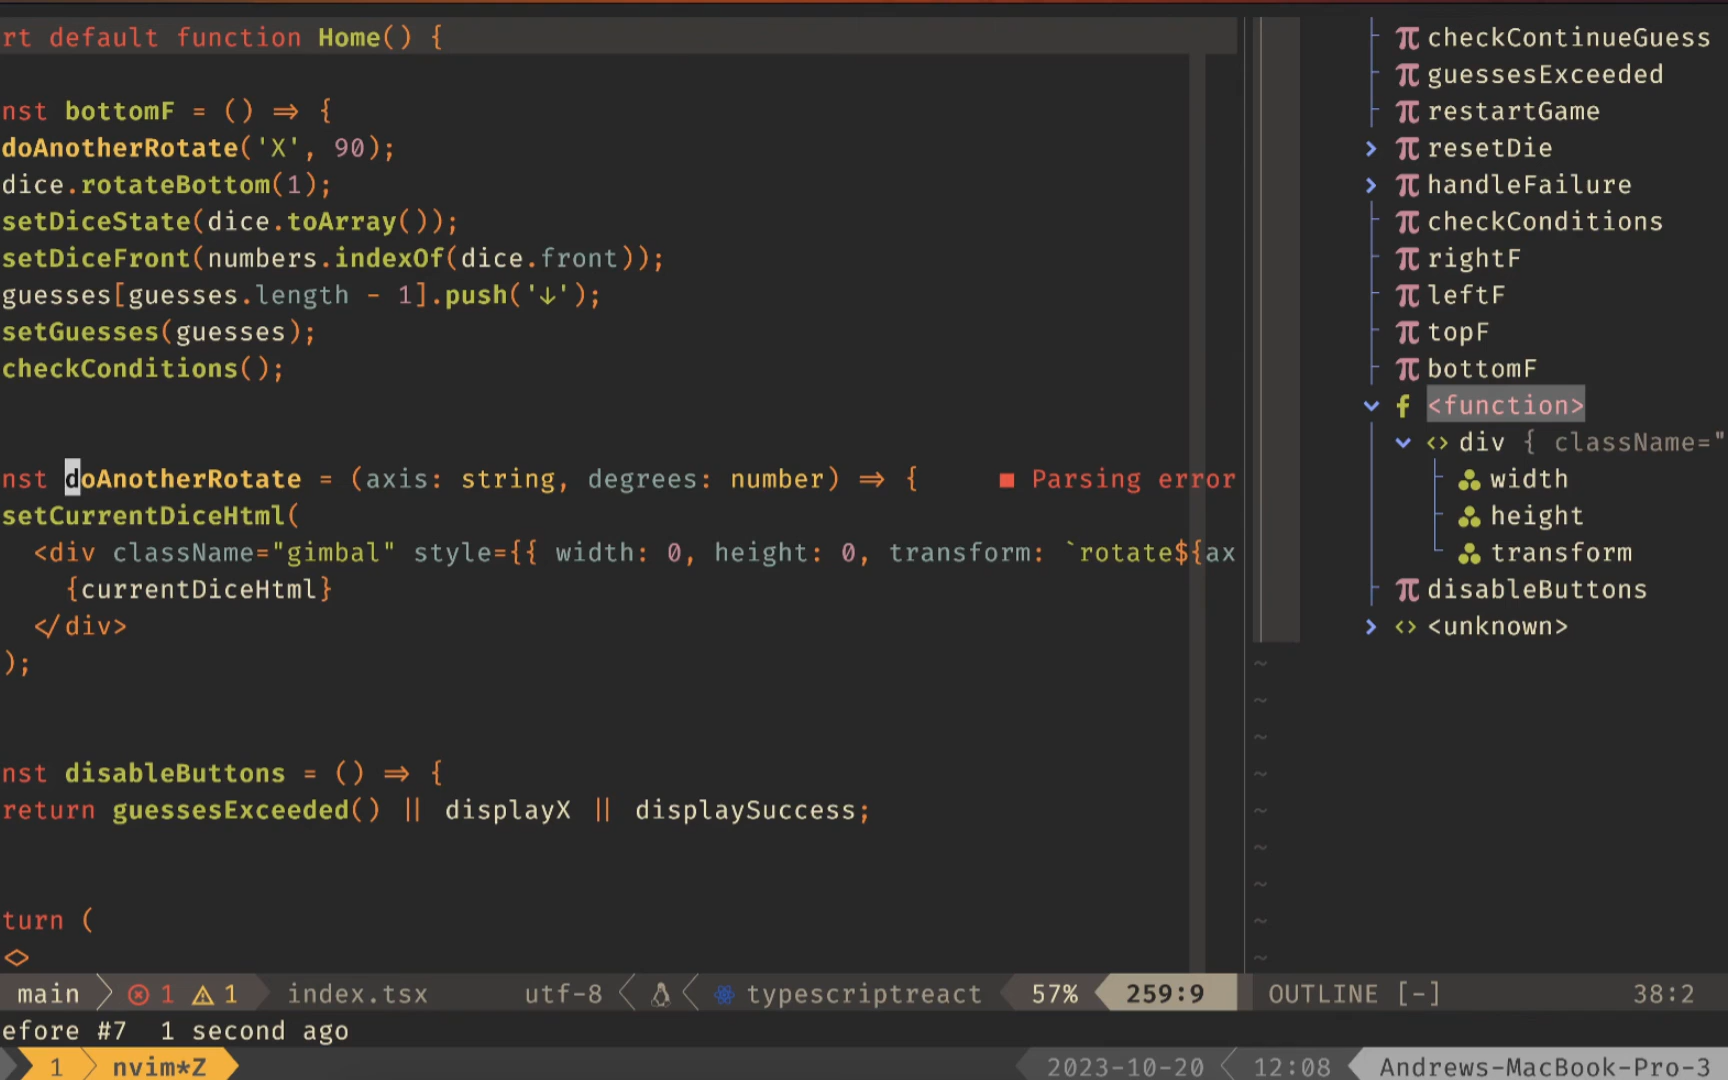 rt default function Home() {
nst bottomF = () ⇒ {
doAnotherRotate('X', 90);
dice.rotateBottom(1);
setDiceState(dice.toArray());
setDiceFront(numbers.indexOf(dice.front));
guesses[guesses.length - 1].push('↓');
setGuesses(guesses);
checkConditions();
nst doAnotherRotate = (axis: string, degrees: number) ⇒ { ■ Parsing error
setCurrentDiceHtml(
<div className="gimbal" style={{ width: 0, height: 0, transform: `rotate${ax
{currentDiceHtml}
</div>
);
nst disableButtons = () ⇒ {
return guessesExceeded() || displayX || displaySuccess;
turn (
<>
checkContinueGuess
guessesExceeded
restartGame
resetDie
handleFailure
checkConditions
rightF
leftF
topF
bottomF
f <function>
<> div { className="
width
height
transform
disableButtons
<> <unknown>
main 1 1 index.tsx utf-8 typescriptreact 57% 259:9 OUTLINE [-] 38:2
efore #7 1 second ago
1 nvim*Z 2023-10-20 12:08 Andrews-MacBook-Pro-3